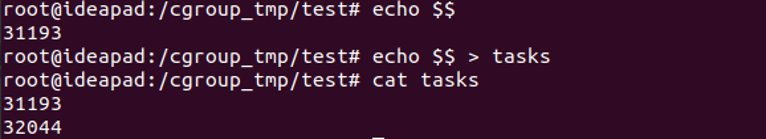 root@ideapad:/cgroup_tmp/test# echo $$
31193
root@ideapad:/cgroup_tmp/test# echo $$ > tasks
root@ideapad:/cgroup_tmp/test# cat tasks
31193
32044